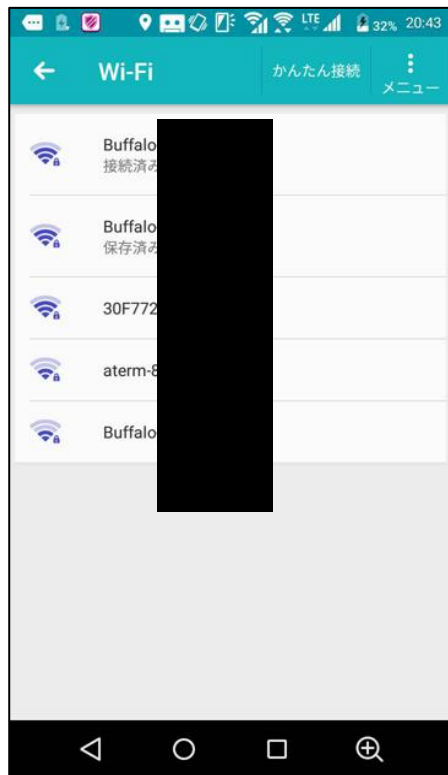 LTE 32% 20:43
Wi-Fi かんたん接続 メニュー
Buffalo
接続済み
Buffalo
保存済み
30F772
aterm-8
Buffalo